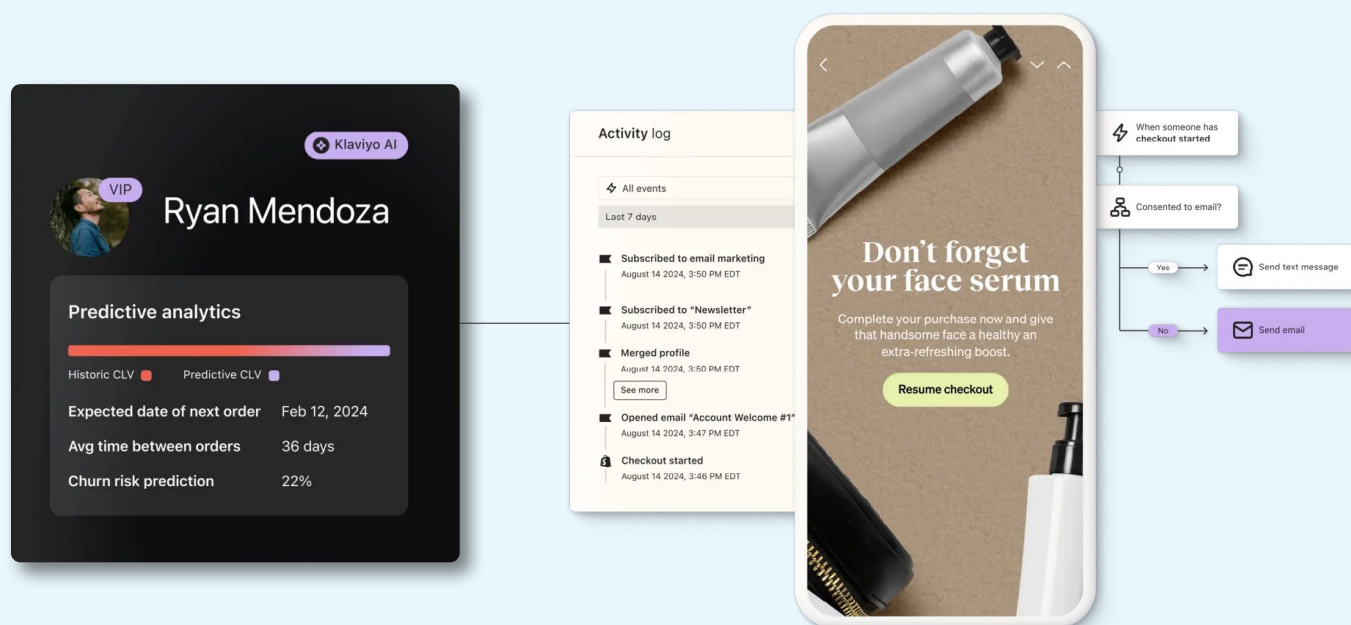 Klaviyo AI
VIP
Ryan Mendoza
Predictive analytics
Historic CLV
Predictive CLV
Expected date of next order Feb 12, 2024
Avg time between orders 36 days
Churn risk prediction 22%
Activity log
All events
Last 7 days
Subscribed to email marketing
August 14 2024, 3:50 PM EDT
Subscribed to “Newsletter”
August 14 2024, 3:50 PM EDT
Merged profile
August 14 2024, 3:50 PM EDT
See more
Opened email “Account Welcome #1”
August 14 2024, 3:47 PM EDT
Checkout started
August 14 2024, 3:46 PM EDT
Don’t forget
your face serum
Complete your purchase now and give
that handsome face a healthy an
extra-refreshing boost.
Resume checkout
When someone has
checkout started
Consented to email?
Yes
Send text message
No
Send email